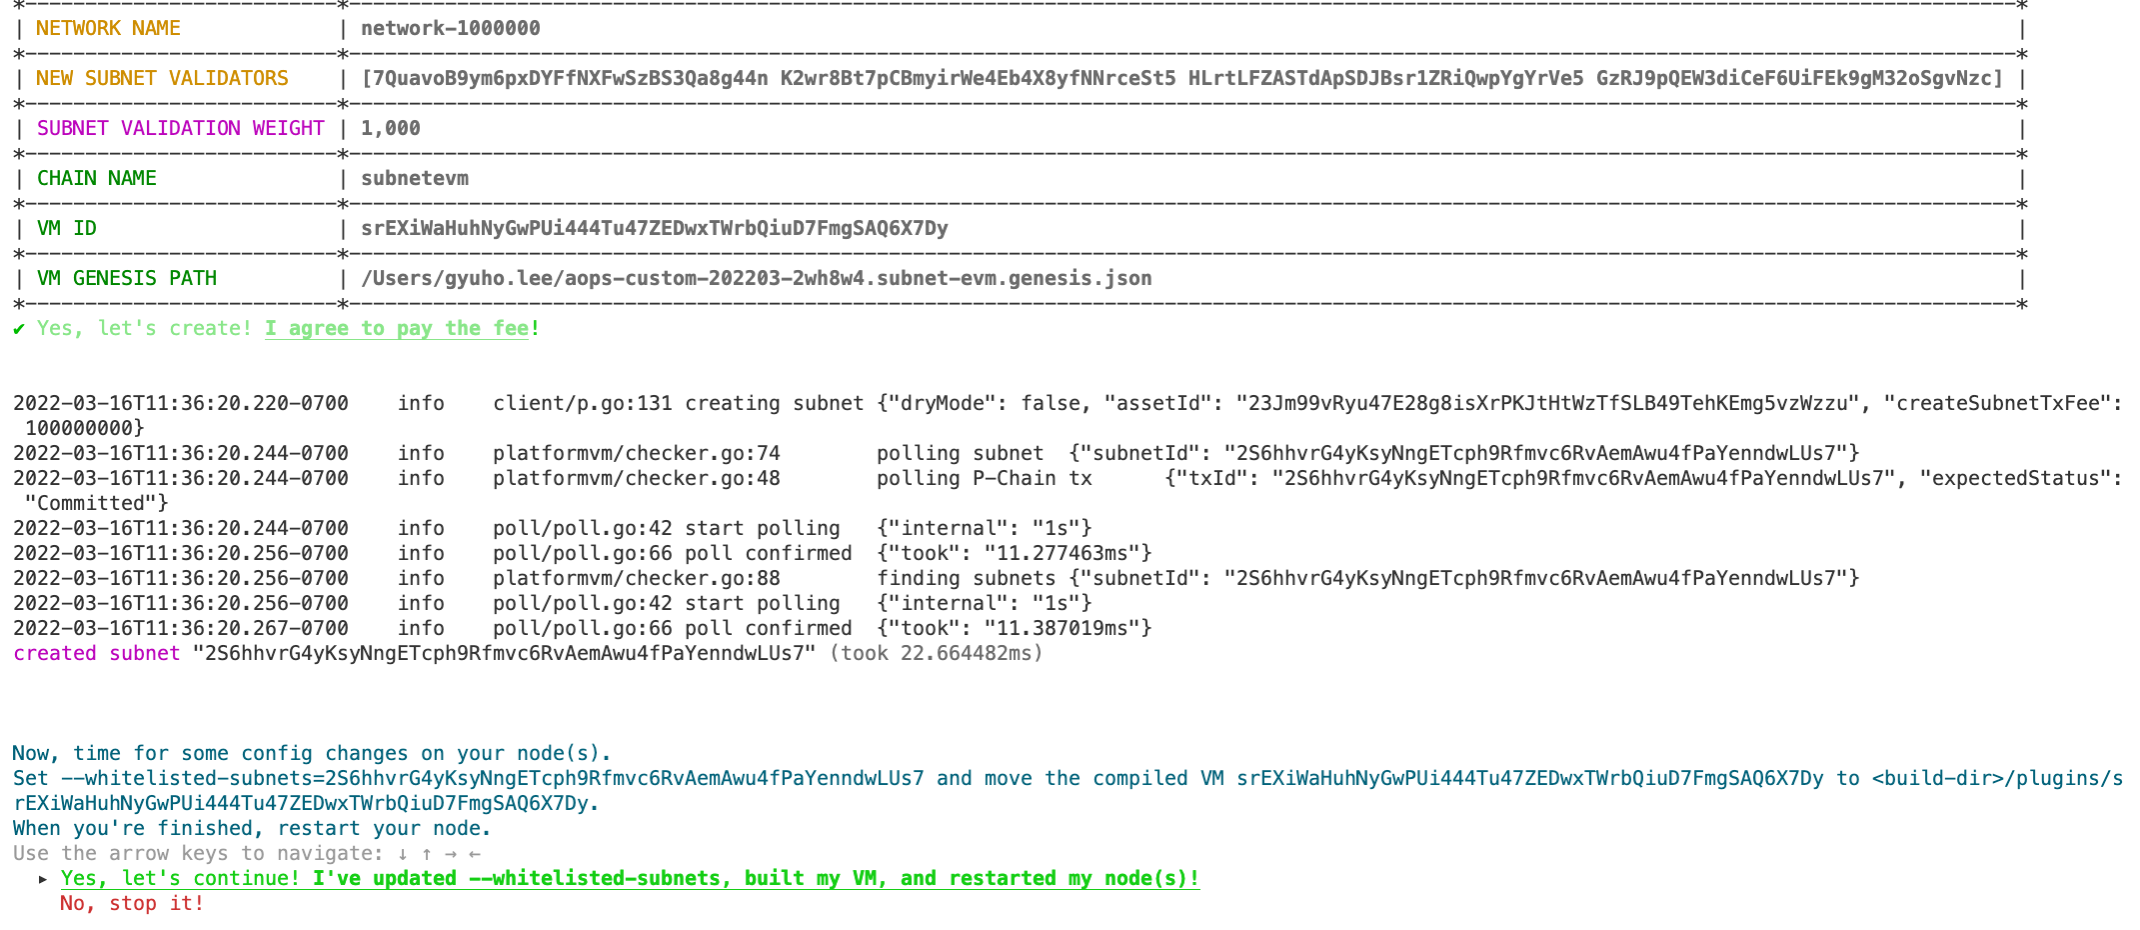 *--------------------------*-------------------------------------------------------------------------------------------------------------------------------------------*
| NETWORK NAME | network-1000000 |
*--------------------------*-------------------------------------------------------------------------------------------------------------------------------------------*
| NEW SUBNET VALIDATORS | [7QuavoB9ym6pxDYFfNXFwSzBS3Qa8g44n K2wr8Bt7pCBmyirWe4Eb4X8yfNNrceSt5 HLrtLFZASTdApSDJBsr1ZRiQwpYgYrVe5 GzRJ9pQEW3diCeF6UiFEk9gM32oSgvNzc] |
*--------------------------*-------------------------------------------------------------------------------------------------------------------------------------------*
| SUBNET VALIDATION WEIGHT | 1,000 |
*--------------------------*-------------------------------------------------------------------------------------------------------------------------------------------*
| CHAIN NAME | subnetevm |
*--------------------------*-------------------------------------------------------------------------------------------------------------------------------------------*
| VM ID | srEXiWaHuhNyGwPUi444Tu47ZEDwxTWrbQiuD7FmgSAQ6X7Dy |
*--------------------------*-------------------------------------------------------------------------------------------------------------------------------------------*
| VM GENESIS PATH | /Users/gyuho.lee/aops-custom-202203-2wh8w4.subnet-evm.genesis.json |
*--------------------------*-------------------------------------------------------------------------------------------------------------------------------------------*
✔ Yes, let's create! I agree to pay the fee!
2022-03-16T11:36:20.220-0700 info client/p.go:131 creating subnet {"dryMode": false, "assetId": "23Jm99vRyu47E28g8isXrPKJtHtWzTfSLB49TehKEmg5vzWzzu", "createSubnetTxFee":
100000000}
2022-03-16T11:36:20.244-0700 info platformvm/checker.go:74 polling subnet {"subnetId": "2S6hhvrG4yKsyNngETcph9Rfmvc6RvAemAwu4fPaYenndwLUs7"}
2022-03-16T11:36:20.244-0700 info platformvm/checker.go:48 polling P-Chain tx {"txId": "2S6hhvrG4yKsyNngETcph9Rfmvc6RvAemAwu4fPaYenndwLUs7", "expectedStatus":
"Committed"}
2022-03-16T11:36:20.244-0700 info poll/poll.go:42 start polling {"internal": "1s"}
2022-03-16T11:36:20.256-0700 info poll/poll.go:66 poll confirmed {"took": "11.277463ms"}
2022-03-16T11:36:20.256-0700 info platformvm/checker.go:88 finding subnets {"subnetId": "2S6hhvrG4yKsyNngETcph9Rfmvc6RvAemAwu4fPaYenndwLUs7"}
2022-03-16T11:36:20.256-0700 info poll/poll.go:42 start polling {"internal": "1s"}
2022-03-16T11:36:20.267-0700 info poll/poll.go:66 poll confirmed {"took": "11.387019ms"}
created subnet "2S6hhvrG4yKsyNngETcph9Rfmvc6RvAemAwu4fPaYenndwLUs7" (took 22.664482ms)
Now, time for some config changes on your node(s).
Set --whitelisted-subnets=2S6hhvrG4yKsyNngETcph9Rfmvc6RvAemAwu4fPaYenndwLUs7 and move the compiled VM srEXiWaHuhNyGwPUi444Tu47ZEDwxTWrbQiuD7FmgSAQ6X7Dy to <build-dir>/plugins/s
rEXiWaHuhNyGwPUi444Tu47ZEDwxTWrbQiuD7FmgSAQ6X7Dy.
When you're finished, restart your node.
Use the arrow keys to navigate: ↓ ↑ → ←
▸ Yes, let's continue! I've updated --whitelisted-subnets, built my VM, and restarted my node(s)!
No, stop it!